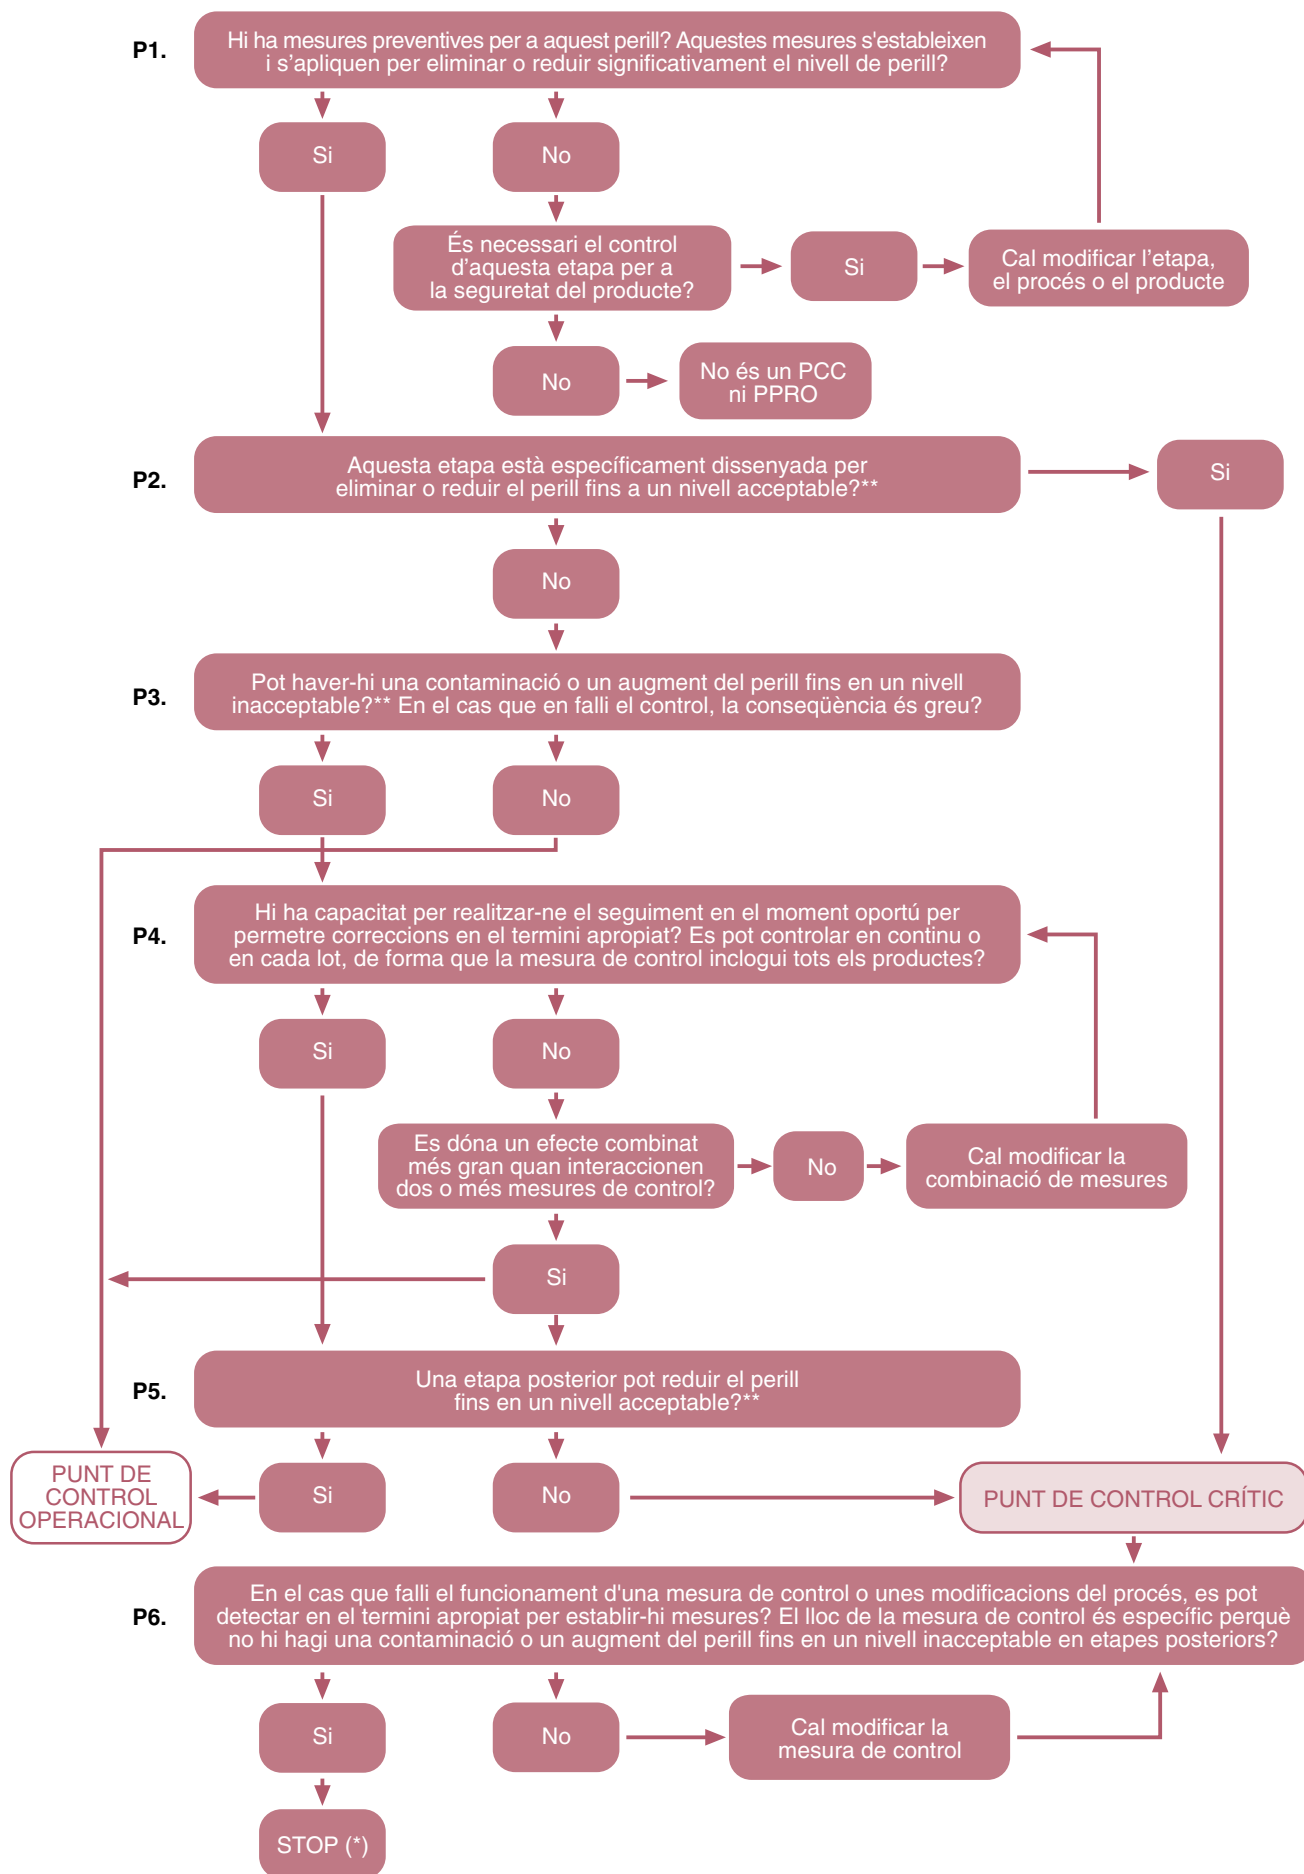 P1.
Hi ha mesures preventives per a aquest perill? Aquestes mesures s'estableixen
i s’apliquen per eliminar o reduir significativament el nivell de perill?
Si
No
És necessari el control
d’aquesta etapa per a
la seguretat del producte?
Si
Cal modificar l’etapa,
el procés o el producte
No
No és un PCC
ni PPRO
P2.
Aquesta etapa està específicament dissenyada per
eliminar o reduir el perill fins a un nivell acceptable?**
Si
No
P3.
Pot haver-hi una contaminació o un augment del perill fins en un nivell
inacceptable?** En el cas que en falli el control, la conseqüència és greu?
Si
No
P4.
Hi ha capacitat per realitzar-ne el seguiment en el moment oportú per
permetre correccions en el termini apropiat? Es pot controlar en continu o
en cada lot, de forma que la mesura de control inclogui tots els productes?
Si
No
Es dóna un efecte combinat
més gran quan interaccionen
dos o més mesures de control?
No
Cal modificar la
combinació de mesures
Si
P5.
Una etapa posterior pot reduir el perill
fins en un nivell acceptable?**
PUNT DE
CONTROL
OPERACIONAL
Si
No
PUNT DE CONTROL CRÍTIC
P6.
En el cas que falli el funcionament d'una mesura de control o unes modificacions del procés, es pot
detectar en el termini apropiat per establir-hi mesures? El lloc de la mesura de control és específic perquè
no hi hagi una contaminació o un augment del perill fins en un nivell inacceptable en etapes posteriors?
Si
No
Cal modificar la
mesura de control
STOP (*)